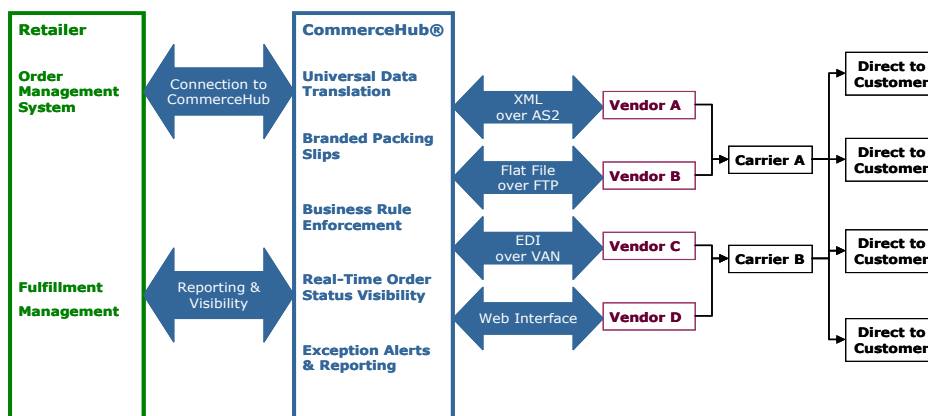 Retailer
Order
Management
System
Fulfillment
Management
Connection to
CommerceHub
Reporting &
Visibility
CommerceHub®
Universal Data
Translation
Branded Packing
Slips
Business Rule
Enforcement
Real-Time Order
Status Visibility
Exception Alerts
& Reporting
XML
over AS2
Flat File
over FTP
EDI
over VAN
Web Interface
Vendor A
Vendor B
Vendor C
Vendor D
Carrier A
Carrier B
Direct to
Customer
Direct to
Customer
Direct to
Customer
Direct to
Customer